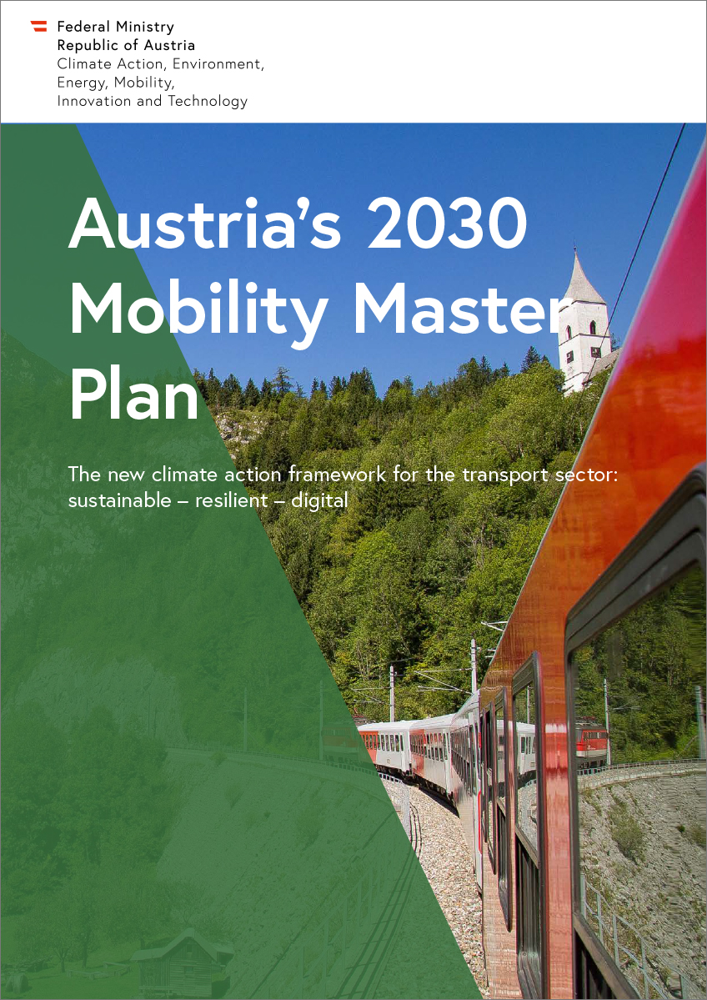 Federal Ministry
Republic of Austria
Climate Action, Environment,
Energy, Mobility,
Innovation and Technology
Austria’s 2030
Mobility Master
Plan
The new climate action framework for the transport sector:
sustainable – resilient – digital